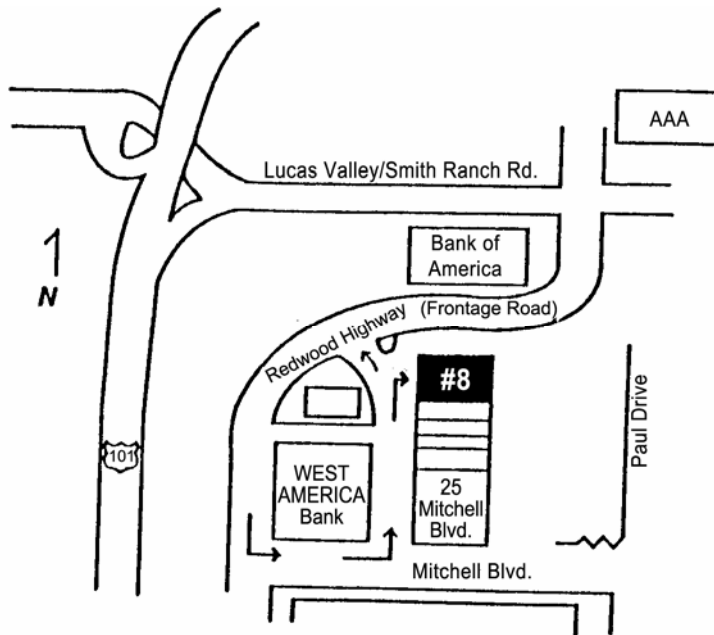 AAA
Lucas Valley/Smith Ranch Rd.
Bank of
America
N
Redwood Highway (Frontage Road)
#8
Paul Drive
101
WEST
AMERICA
Bank
25
Mitchell
Blvd.
Mitchell Blvd.